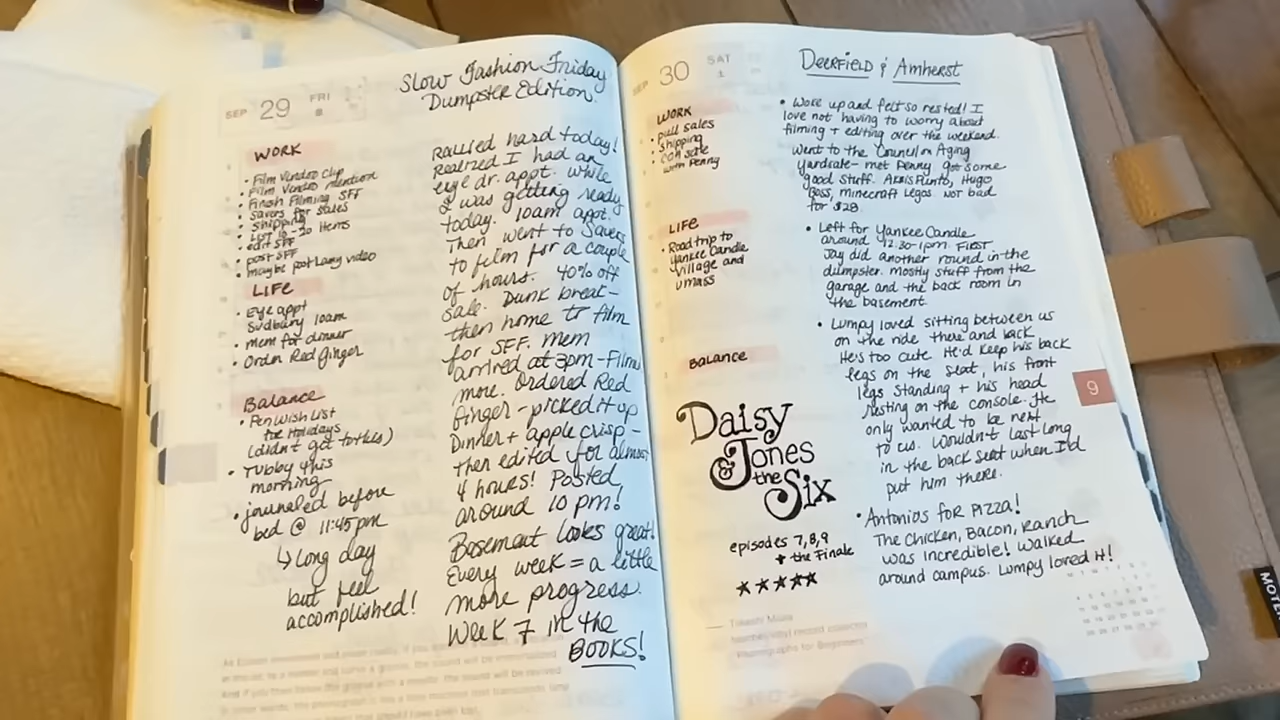 SEP 29 FRI
Slow Fashion Friday
Dumpster Edition
WORK
• Film Vendoo Clip
• Film Vendoo mention
• Finish Filming SFF
• Savers for Sales
• Shipping
• List 10-20 items
• edit SFF
• post SFF
• maybe post Lamy video
LIFE
• Eye appt
Sudbury 10am
• mem for dinner
• Order Red Ginger
Balance
• Pen Wish List
for Holidays
(didn't get to this)
• Tubby this
morning
• journaled before
bed @ 11:45pm
↳ Long day
but feel
accomplished!
Rallied hard today!
Realized I had an
eye dr. appt. while
I was getting ready
today. 10am appt.
Then went to Savers
to film for a couple
of hours. 40% off
sale. Dunk break-
then home to film
for SFF. Mem
arrived at 3pm - Filmed
more. Ordered Red
Ginger - picked it up
Dinner + apple crisp -
then edited for almost
4 hours! Posted
around 10 pm!
Basement looks great!
Every week = a little
more progress.
Week 7 in the
BOOKS!
SEP 30 SAT
Deerfield & Amherst
WORK
• pull sales
• Shipping
• COA sale
with Penny
LIFE
• Road trip to
Yankee Candle
Village and
UMASS
BALANCE
Daisy
& Jones
the
Six
episodes 7,8,9
+ the Finale
★★★★★
• Woke up and felt so rested! I
love not having to worry about
filming + editing over the weekend.
Went to the Council on Aging
Yardsale - met Penny got some
good stuff. Hugo
Boss, minecraft Legos. Not bad
for $28.
• Left for Yankee Candle
around 12:30-1pm. First
Jay did another round in the
dumpster. mostly stuff from the
garage and the back room in
the basement.
• Lumpy loved sitting between us
on the ride there and back
He's too cute. He'd keep his back
legs on the seat, his front
legs standing + his head
resting on the console. He
only wanted to be next
to us. Wouldn't last long
in the back seat when I'd
put him there.
• Antonios for Pizza!
The Chicken, Bacon, Ranch
was incredible! Walked
around campus. Lumpy loved it!
9